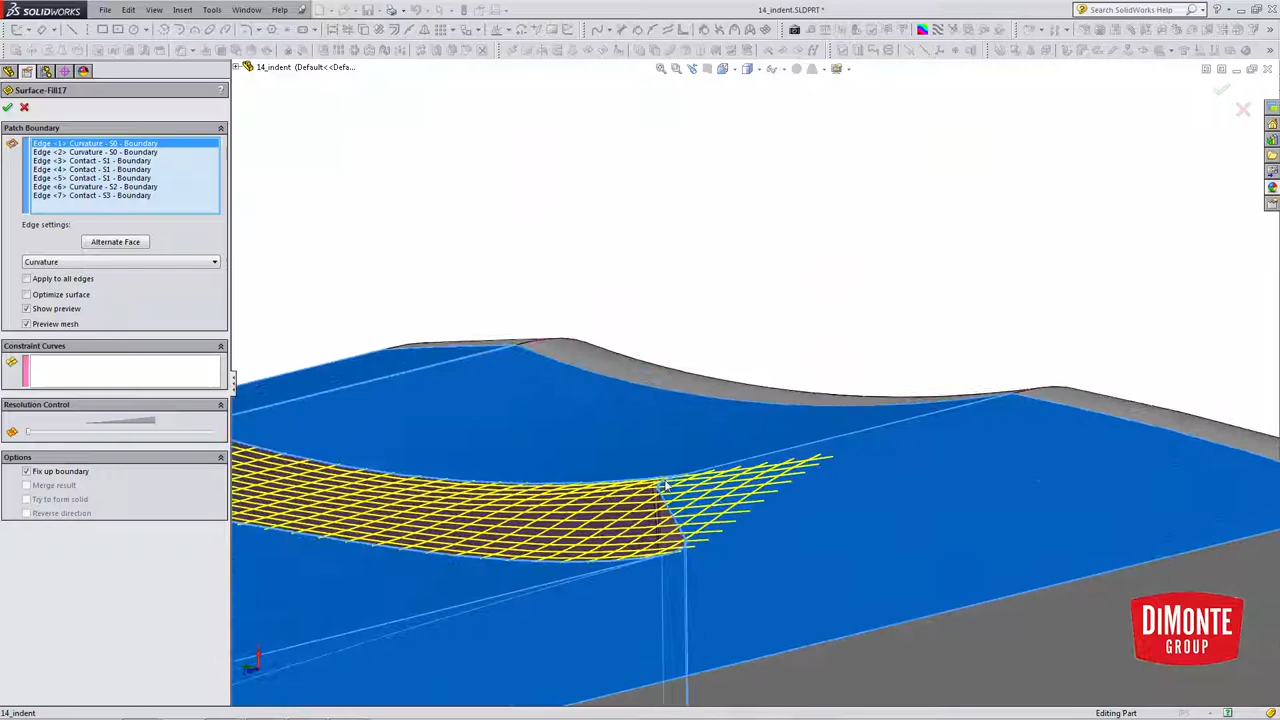 SOLIDWORKS
File Edit View Insert Tools Window Help
14_indent.SLDPRT *
Search SolidWorks Help
14_indent (Default<<Defa...
Surface-Fill17
?
Patch Boundary
Edge <1> Curvature - S0 - Boundary
Edge <2> Curvature - S0 - Boundary
Edge <3> Contact - S1 - Boundary
Edge <4> Contact - S1 - Boundary
Edge <5> Contact - S1 - Boundary
Edge <6> Curvature - S2 - Boundary
Edge <7> Contact - S3 - Boundary
Edge settings:
Alternate Face
Curvature
Apply to all edges
Optimize surface
Show preview
Preview mesh
Constraint Curves
Resolution Control
Options
Fix up boundary
Merge result
Try to form solid
Reverse direction
DIMONTE
GROUP
14_indent
Editing Part